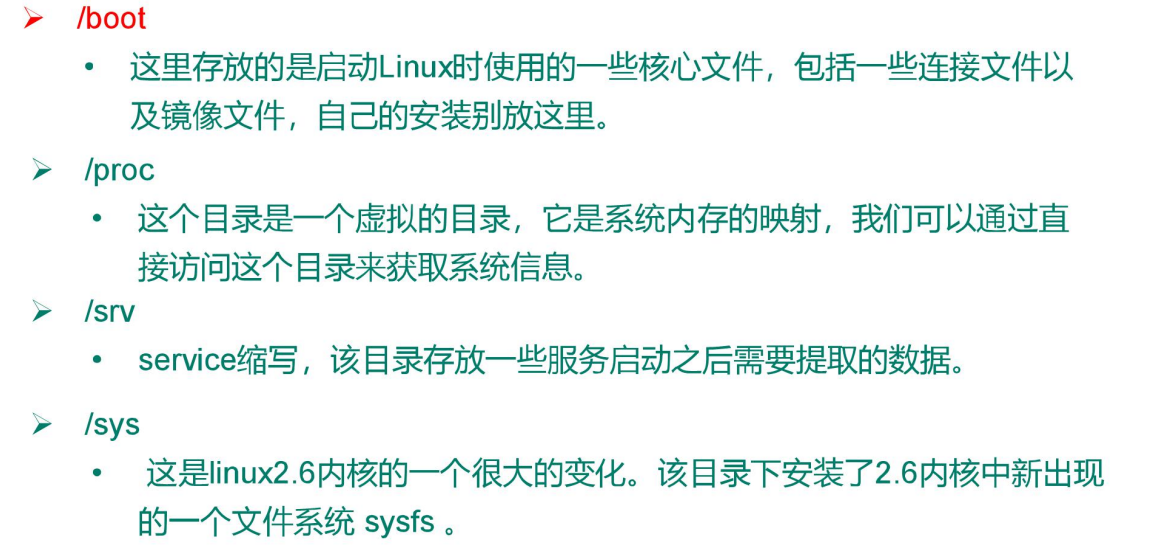 ➢ /boot
• 这里存放的是启动Linux时使用的一些核心文件，包括一些连接文件以
及镜像文件，自己的安装别放这里。
➢ /proc
• 这个目录是一个虚拟的目录，它是系统内存的映射，我们可以通过直
接访问这个目录来获取系统信息。
➢ /srv
• service缩写，该目录存放一些服务启动之后需要提取的数据。
➢ /sys
• 这是linux2.6内核的一个很大的变化。该目录下安装了2.6内核中新出现
的一个文件系统 sysfs 。